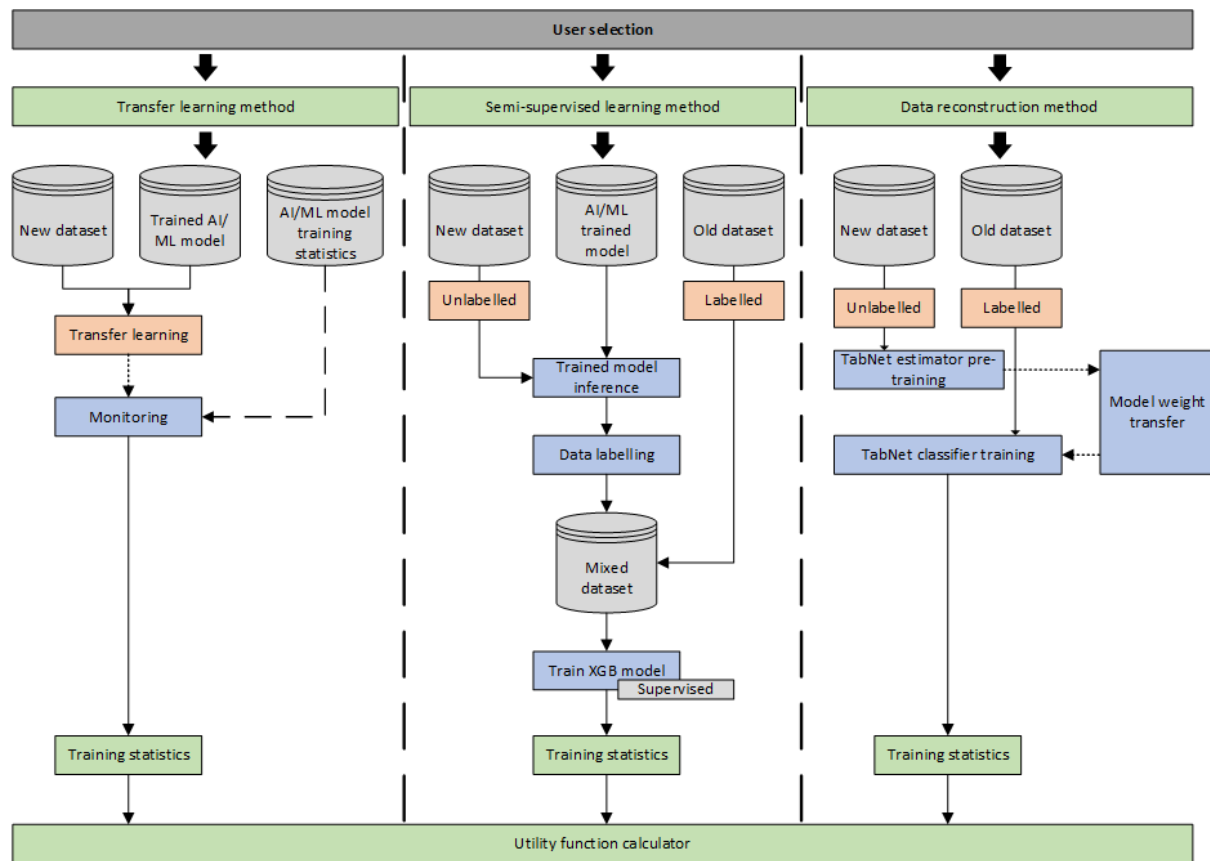 User selection
Transfer learning method
Semi-supervised learning method
Data reconstruction method
New dataset
Trained AI/
ML model
AI/ML model
training
statistics
New dataset
AI/ML
trained
model
Old dataset
New dataset
Old dataset
Unlabelled
Labelled
Unlabelled
Labelled
Transfer learning
Trained model
inference
TabNet estimator pre-
training
Model weight
transfer
Monitoring
Data labelling
TabNet classifier training
Mixed
dataset
Train XGB model
Supervised
Training statistics
Training statistics
Training statistics
Utility function calculator